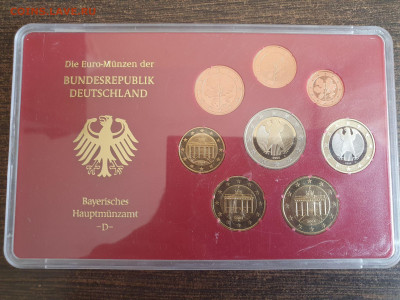 Die Euro-Münzen der
BUNDESREPUBLIK
DEUTSCHLAND
Bayerisches
Hauptmünzamt
-D-